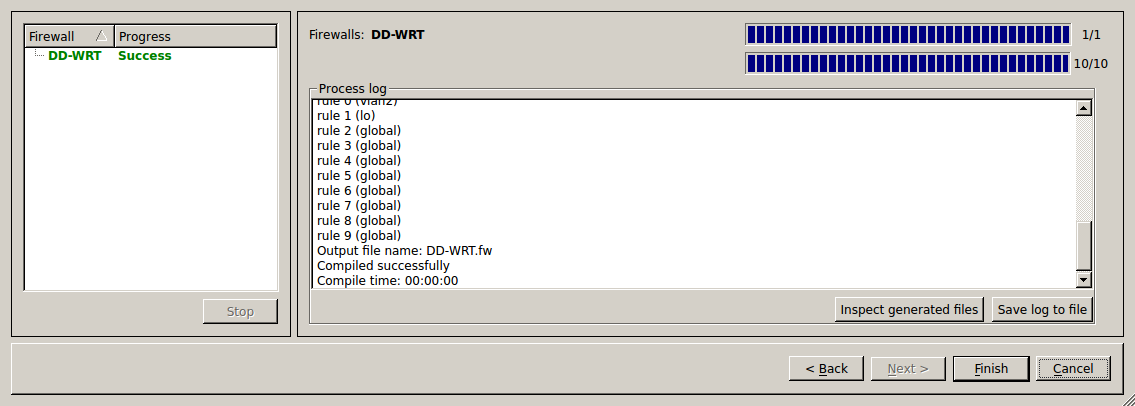 Firewall Progress
DD-WRT Success
Stop
Firewalls: DD-WRT
1/1
10/10
Process log
rule 0 (vlan2)
rule 1 (lo)
rule 2 (global)
rule 3 (global)
rule 4 (global)
rule 5 (global)
rule 6 (global)
rule 7 (global)
rule 8 (global)
rule 9 (global)
Output file name: DD-WRT.fw
Compiled successfully
Compile time: 00:00:00
Inspect generated files Save log to file
< Back Next > Finish Cancel